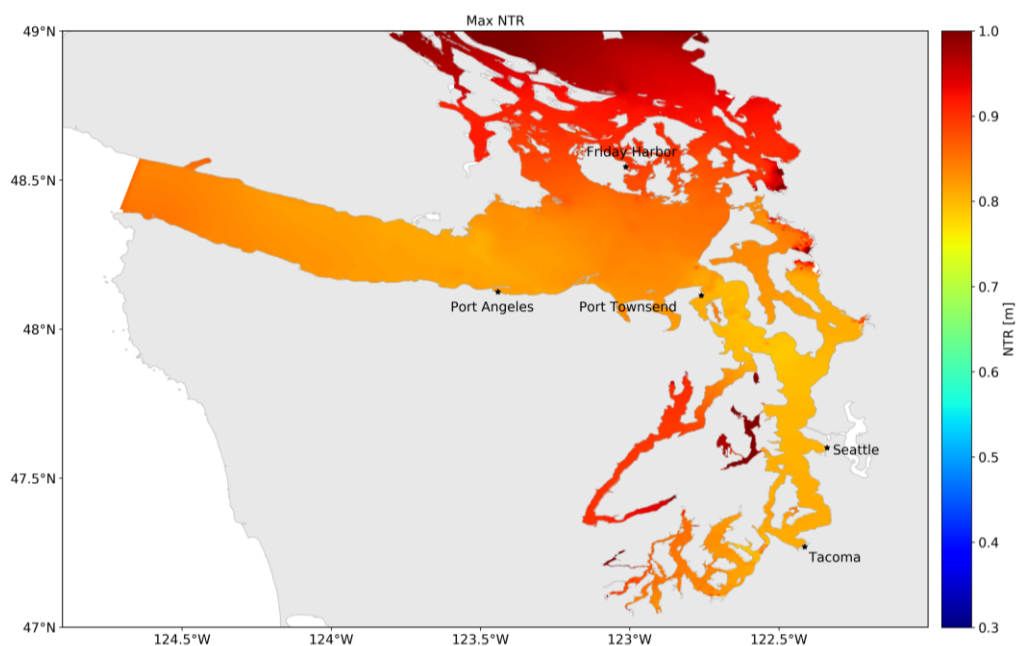 Max NTR
49°N
48.5°N
48°N
47.5°N
47°N
124.5°W
124°W
123.5°W
123°W
122.5°W
Friday Harbor
Port Angeles
Port Townsend
Seattle
Tacoma
1.0
0.9
0.8
0.7
0.6
0.5
0.4
0.3
NTR [m]